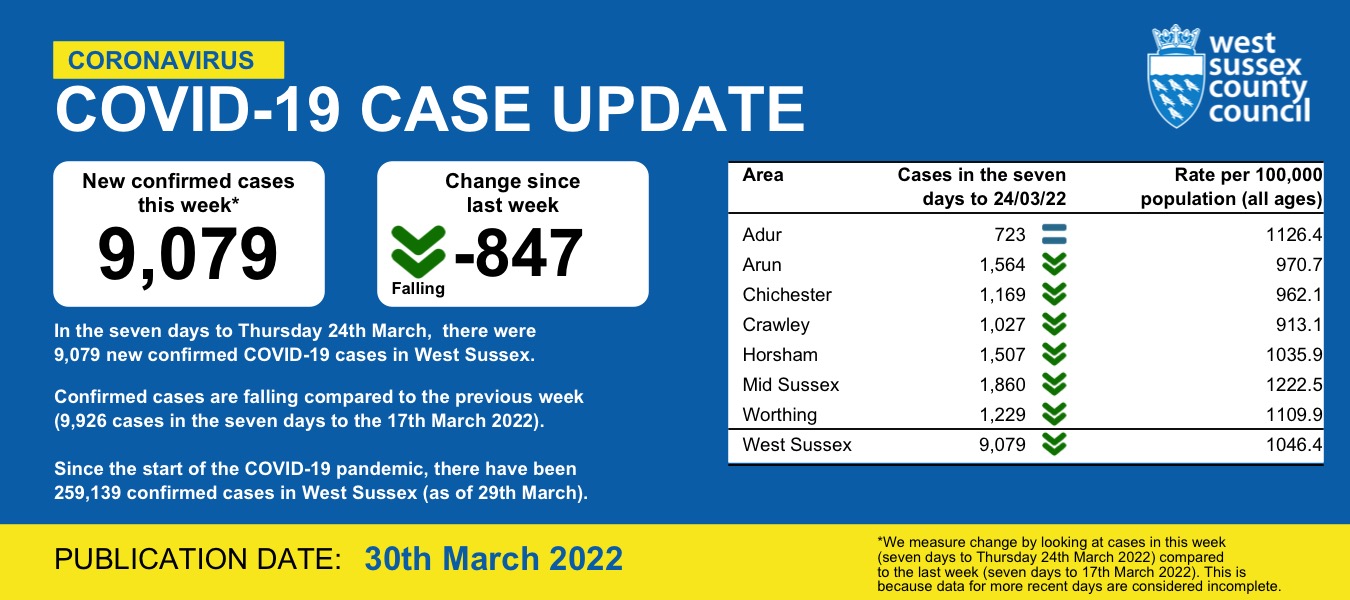 CORONAVIRUS
COVID-19 CASE UPDATE
west
sussex
county
council
New confirmed cases
this week*
9,079
Change since
last week
-847
Falling
In the seven days to Thursday 24th March, there were
9,079 new confirmed COVID-19 cases in West Sussex.
Confirmed cases are falling compared to the previous week
(9,926 cases in the seven days to the 17th March 2022).
Since the start of the COVID-19 pandemic, there have been
259,139 confirmed cases in West Sussex (as of 29th March).
Area Cases in the seven Rate per 100,000
days to 24/03/22 population (all ages)
Adur 723 1126.4
Arun 1,564 970.7
Chichester 1,169 962.1
Crawley 1,027 913.1
Horsham 1,507 1035.9
Mid Sussex 1,860 1222.5
Worthing 1,229 1109.9
West Sussex 9,079 1046.4
PUBLICATION DATE: 30th March 2022
*We measure change by looking at cases in this week
(seven days to Thursday 24th March 2022) compared
to the last week (seven days to 17th March 2022). This is
because data for more recent days are considered incomplete.